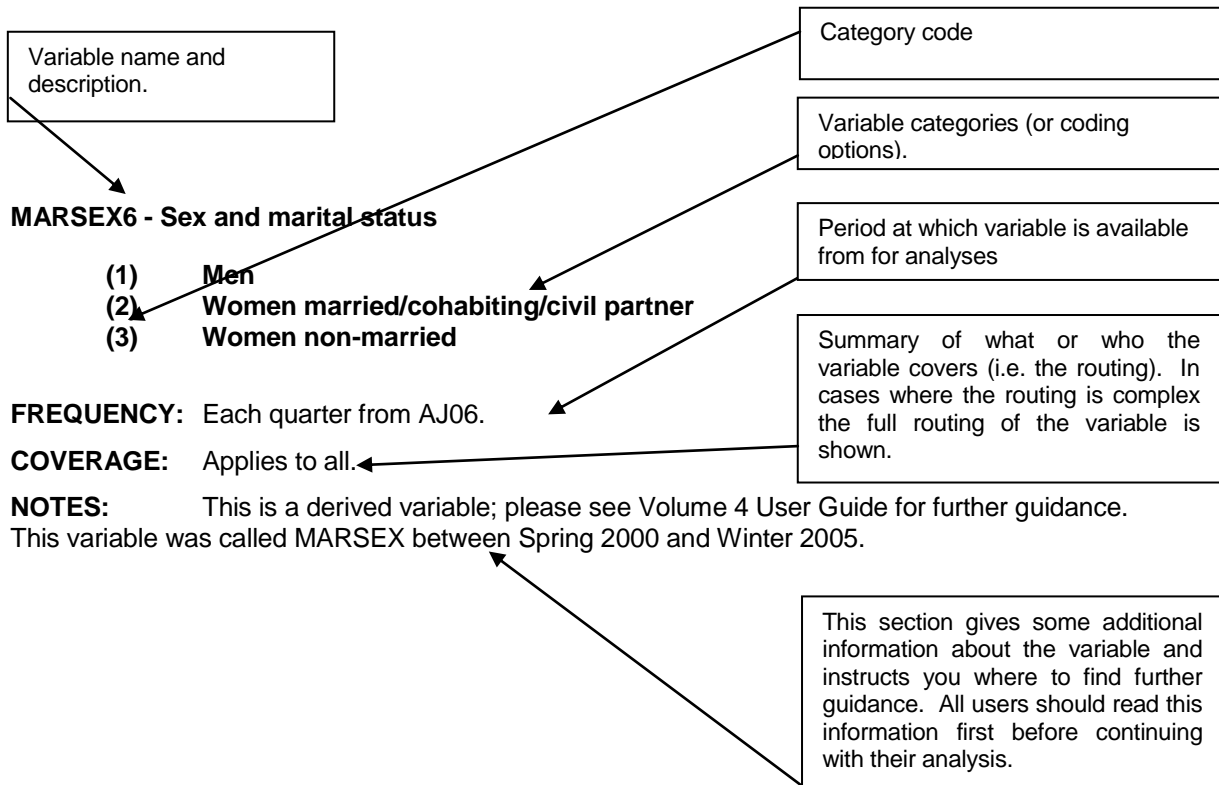 Variable name and
description.
Category code
Variable categories (or coding
options).
MARSEX6 - Sex and marital status
(1) Men
(2) Women married/cohabiting/civil partner
(3) Women non-married
Period at which variable is available
from for analyses
Summary of what or who the
variable covers (i.e. the routing). In
cases where the routing is complex
the full routing of the variable is
shown.
FREQUENCY: Each quarter from AJ06.
COVERAGE: Applies to all.
NOTES: This is a derived variable; please see Volume 4 User Guide for further guidance.
This variable was called MARSEX between Spring 2000 and Winter 2005.
This section gives some additional
information about the variable and
instructs you where to find further
guidance. All users should read this
information first before continuing
with their analysis.